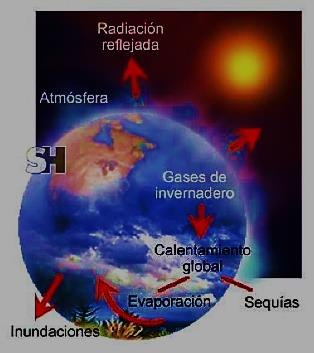 Radiación
reflejada
Atmósfera
SH
Gases de
invernadero
Calentamiento
global
Evaporación
Sequías
Inundaciones